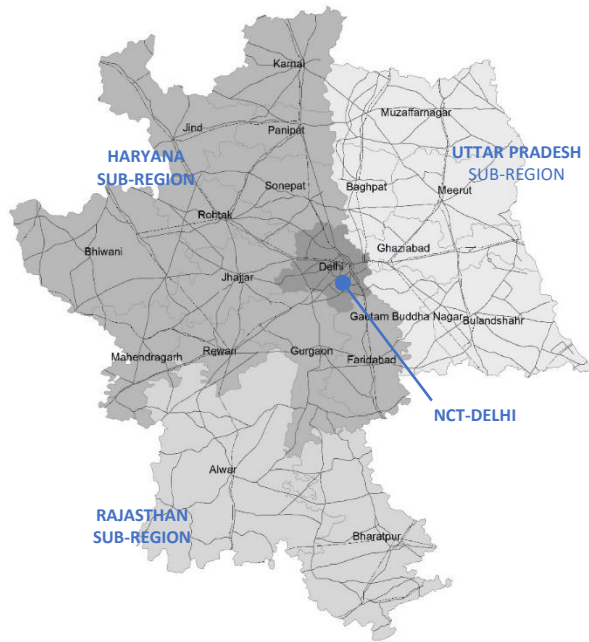 Karnal
Muzaffarnagar
Jind
Panipat
HARYANA
SUB-REGION
UTTAR PRADESH
SUB-REGION
Sonepat
Baghpat
Meerut
Rohtak
Bhiwani
Ghaziabad
Delhi
Jhajjar
Gautam Buddha Nagar
Bulandshahr
Mahendragarh
Rewari
Gurgaon
Faridabad
NCT-DELHI
Alwar
RAJASTHAN
SUB-REGION
Bharatpur